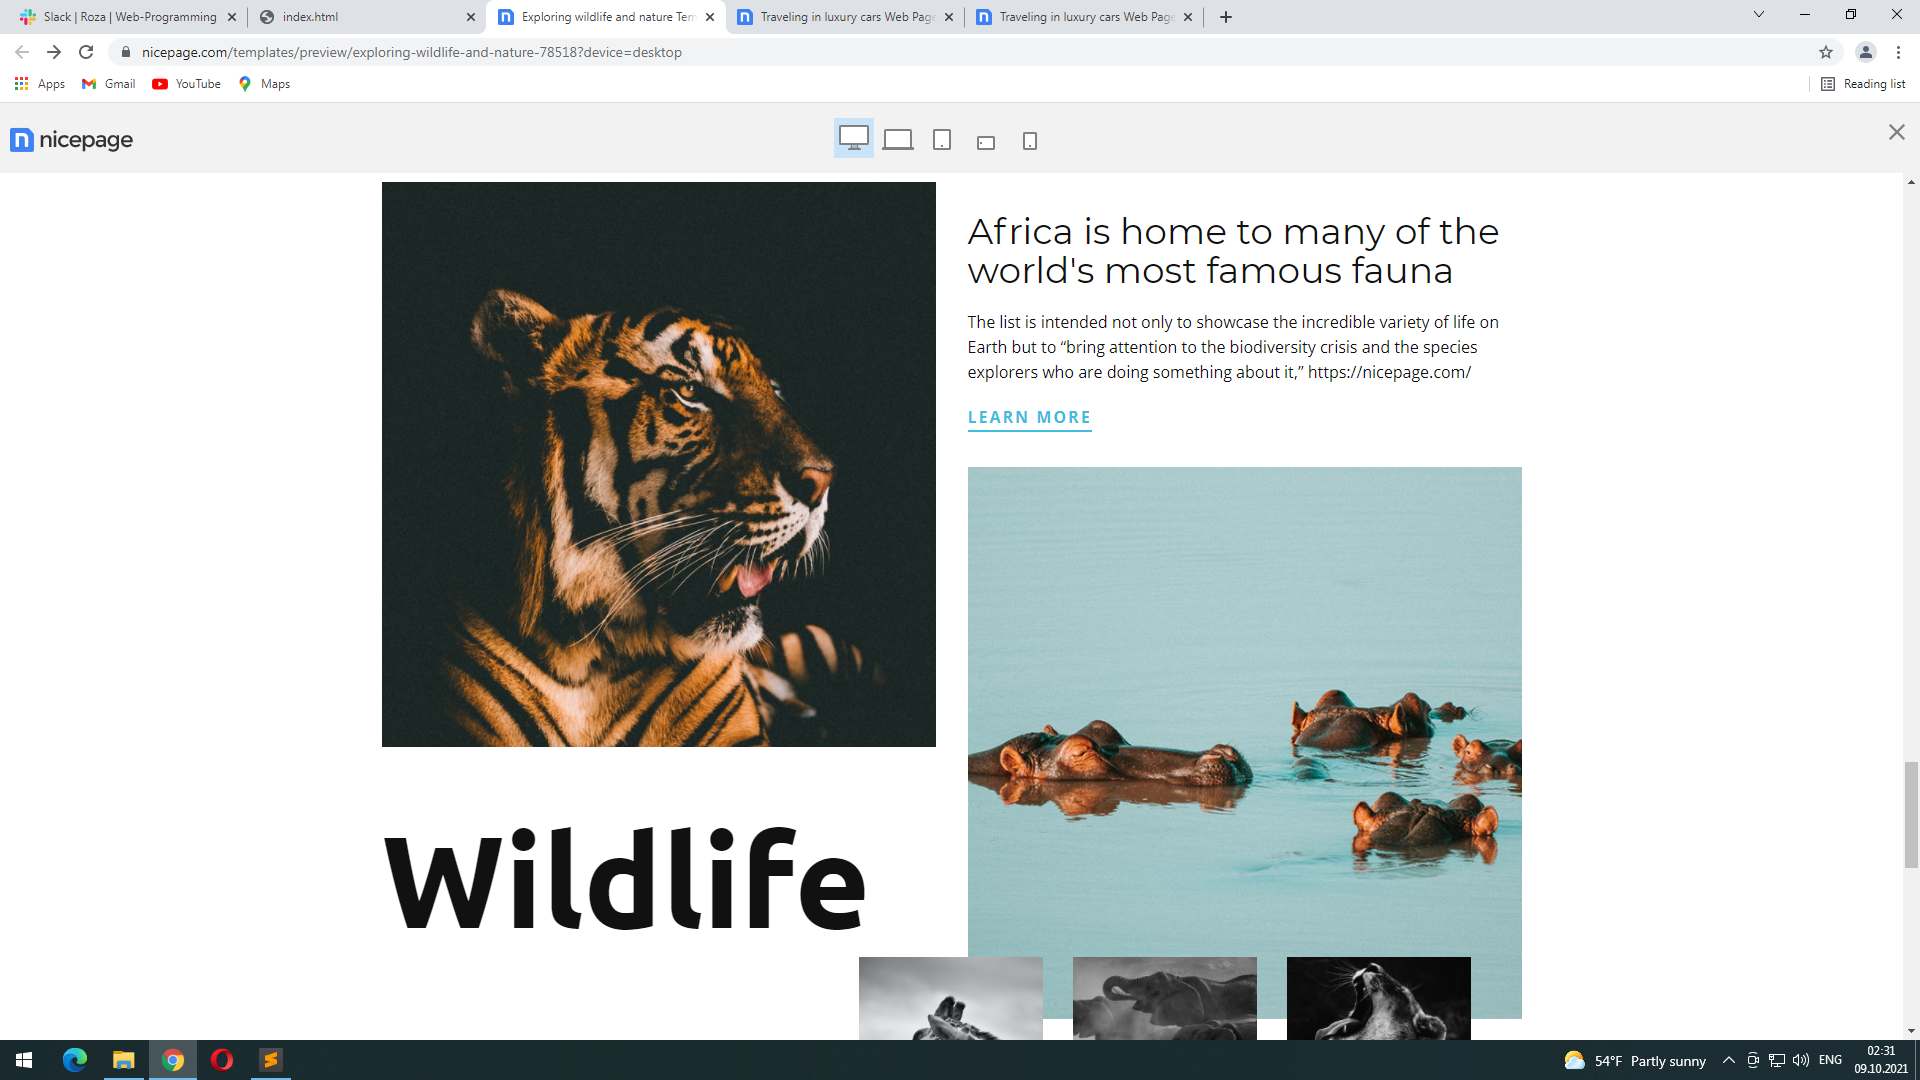 Slack | Roza | Web-Programming
index.html
Exploring wildlife and nature Tem
Traveling in luxury cars Web Page
Traveling in luxury cars Web Page
nicepage.com/templates/preview/exploring-wildlife-and-nature-78518?device=desktop
Apps
Gmail
YouTube
Maps
Reading list
nicepage
Africa is home to many of the
world's most famous fauna
The list is intended not only to showcase the incredible variety of life on
Earth but to “bring attention to the biodiversity crisis and the species
explorers who are doing something about it,” https://nicepage.com/
LEARN MORE
Wildlife
54°F Partly sunny
ENG
02:31
09.10.2021